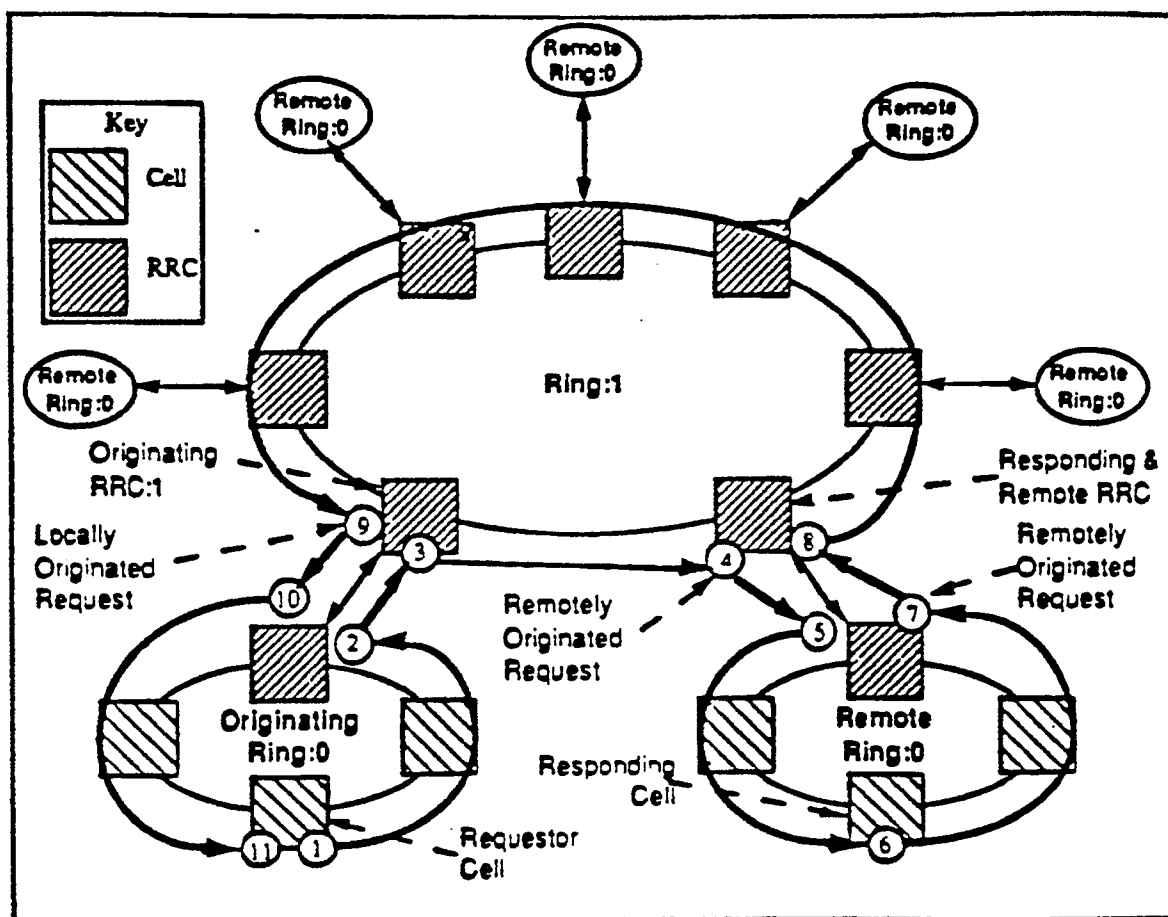 Remote
Ring:0
Remote
Ring:0
Remote
Ring:0
Key
Cell
RRC
Remote
Ring:0
Ring:1
Remote
Ring:0
Originating
RRC:1
Responding &
Remote RRC
Locally
Originated
Request
9
3
4
8
Remotely
Originated
Request
10
2
Remotely
Originated
Request
5
7
Originating
Ring:0
Remote
Ring:0
Responding
Cell
11
1
Requestor
Cell
6